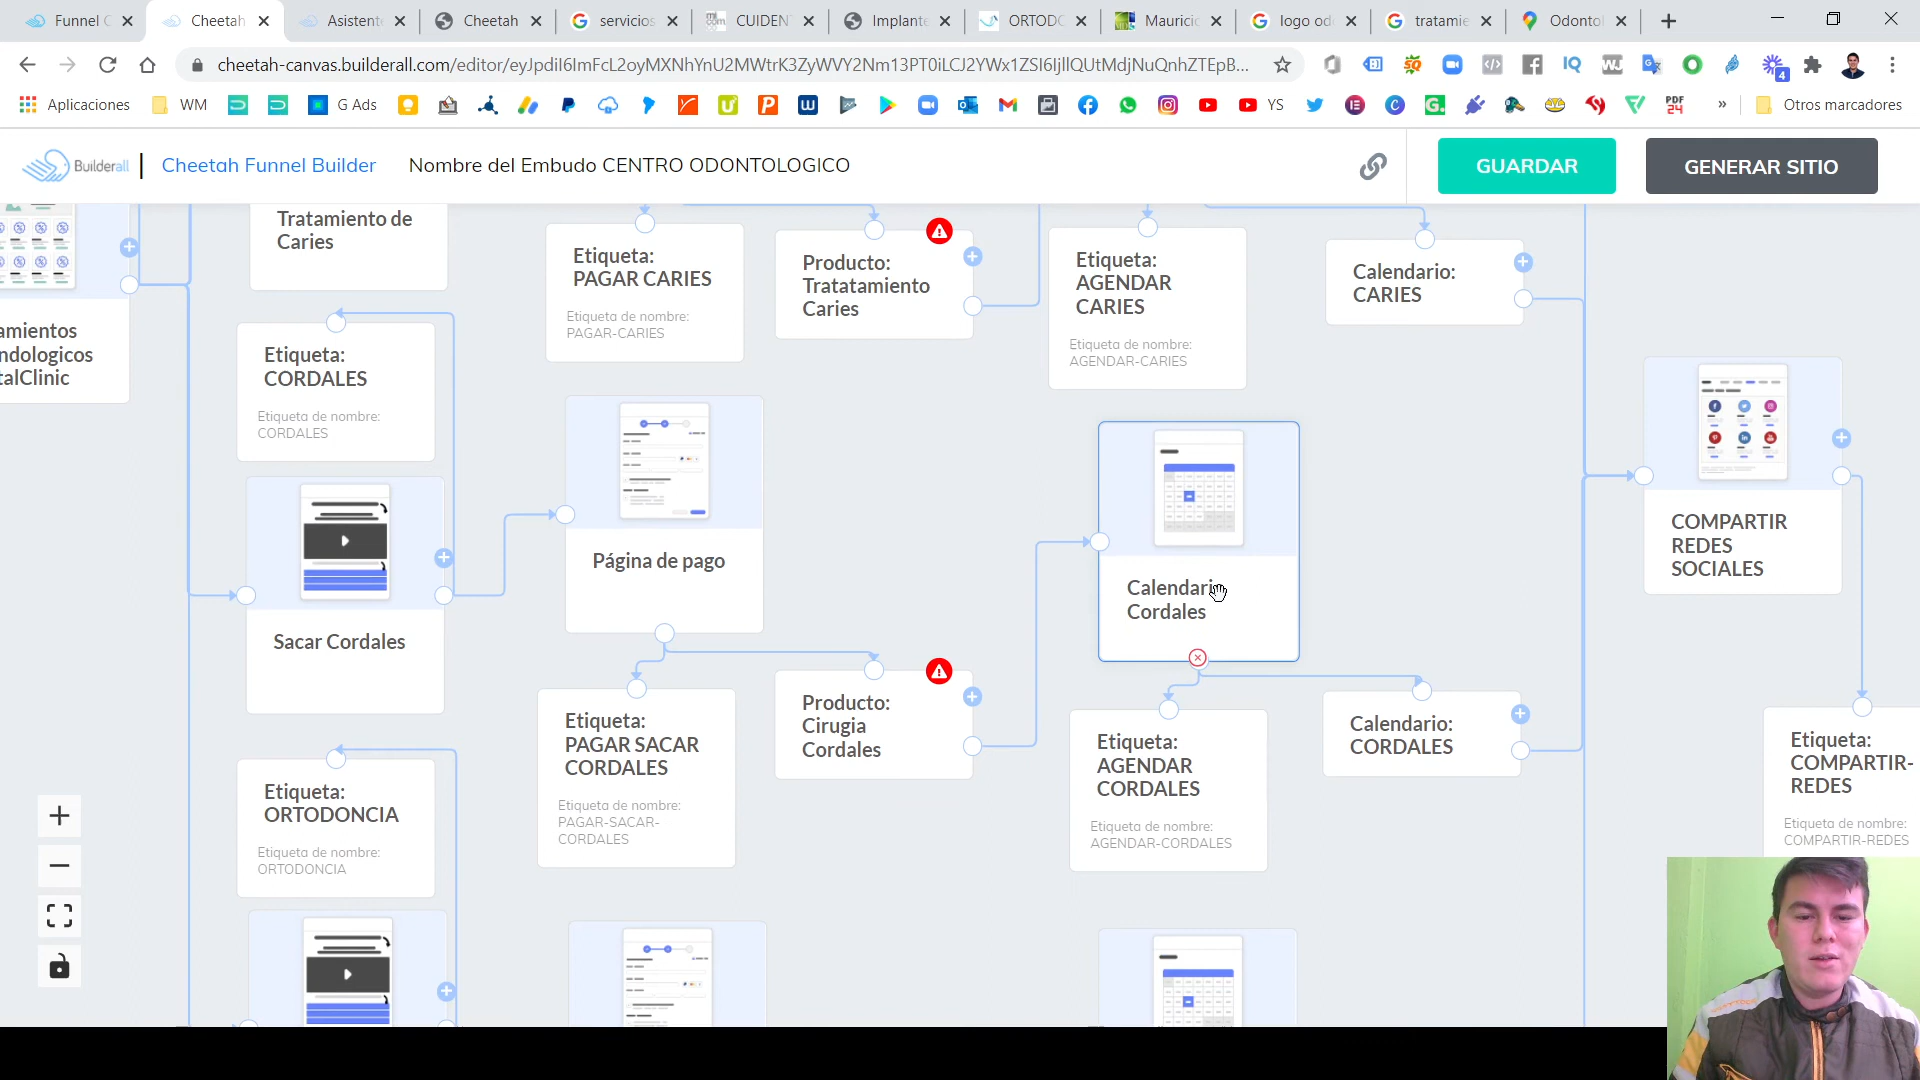 Funnel C
Cheetah
Asistent
Cheetah
servicios
CUIDEN
Implante
ORTODO
Mauricio
logo od
tratamie
Odontol
cheetah-canvas.builderall.com/editor/eyJpdiI6ImFcL2oyMXNhYnU2MWtrK3ZyWVY2Nm13PT0iLCJ2YWx1ZSI6IjllQUtMdjNuQnhZTEpB...
Aplicaciones
WM
G Ads
YS
Otros marcadores
Builderall
Cheetah Funnel Builder
Nombre del Embudo CENTRO ODONTOLOGICO
GUARDAR
GENERAR SITIO
Tratamiento de
Caries
amientos
ndologicos
talClinic
Etiqueta:
CORDALES
Etiqueta de nombre:
CORDALES
Sacar Cordales
Etiqueta:
ORTODONCIA
Etiqueta de nombre:
ORTODONCIA
Etiqueta:
PAGAR CARIES
Etiqueta de nombre:
PAGAR-CARIES
Página de pago
Etiqueta:
PAGAR SACAR
CORDALES
Etiqueta de nombre:
PAGAR-SACAR-
CORDALES
Producto:
Tratatamiento
Caries
Producto:
Cirugia
Cordales
Etiqueta:
AGENDAR
CARIES
Etiqueta de nombre:
AGENDAR-CARIES
Calendario
Cordales
Etiqueta:
AGENDAR
CORDALES
Etiqueta de nombre:
AGENDAR-CORDALES
Calendario:
CARIES
Calendario:
CORDALES
COMPARTIR
REDES
SOCIALES
Etiqueta:
COMPARTIR-
REDES
Etiqueta de nombre:
COMPARTIR-REDES